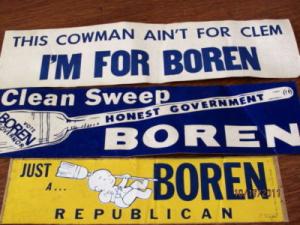 THIS COWMAN AIN'T FOR CLEM
I'M FOR BOREN
Clean Sweep
HONEST GOVERNMENT
BOREN
BOREN
JUST
A...
BOREN
REPUBLICAN